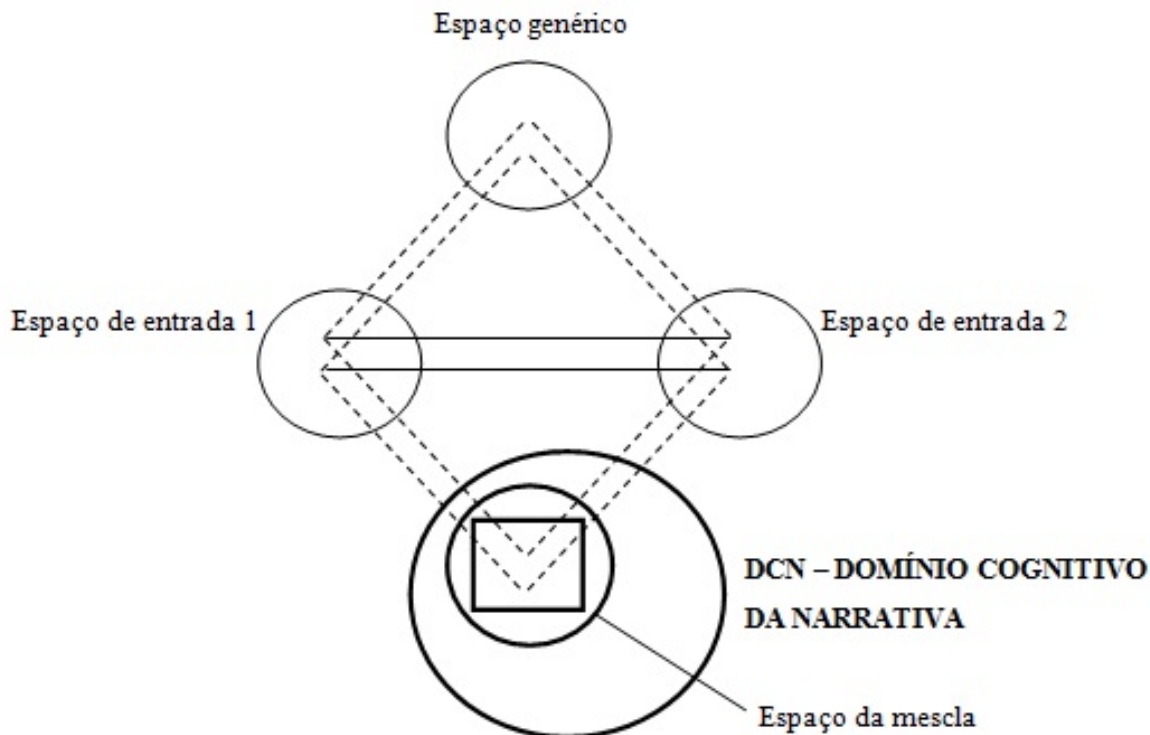 Espaço genérico
Espaço de entrada 1
Espaço de entrada 2
DCN – DOMÍNIO COGNITIVO
DA NARRATIVA
Espaço da mescla